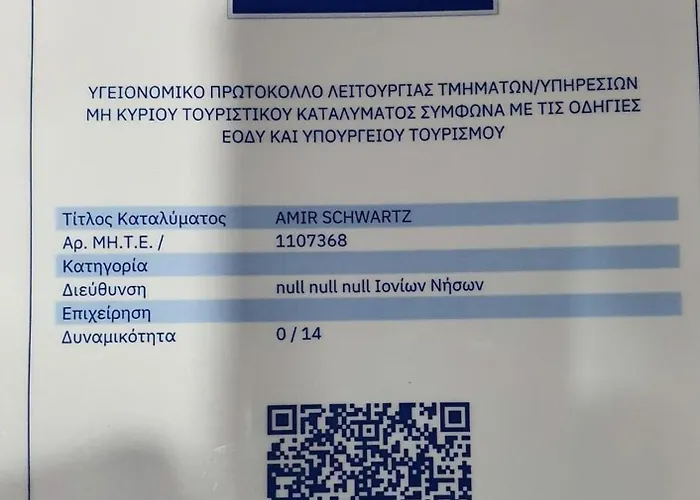 ΥΓΕΙΟΝΟΜΙΚΟ ΠΡΩΤΟΚΟΛΛΟ ΛΕΙΤΟΥΡΓΙΑΣ ΤΜΗΜΑΤΩΝ/ΥΠΗΡΕΣΙΩΝ
ΜΗ ΚΥΡΙΟΥ ΤΟΥΡΙΣΤΙΚΟΥ ΚΑΤΑΛΥΜΑΤΟΣ ΣΥΜΦΩΝΑ ΜΕ ΤΙΣ ΟΔΗΓΙΕΣ
ΕΟΔΥ ΚΑΙ ΥΠΟΥΡΓΕΙΟΥ ΤΟΥΡΙΣΜΟΥ
Τίτλος Καταλύματος AMIR SCHWARTZ
Αρ. ΜΗ.Τ.Ε. / 1107368
Κατηγορία
Διεύθυνση null null null Ιονίων Νήσων
Επιχείρηση
Δυναμικότητα 0 / 14